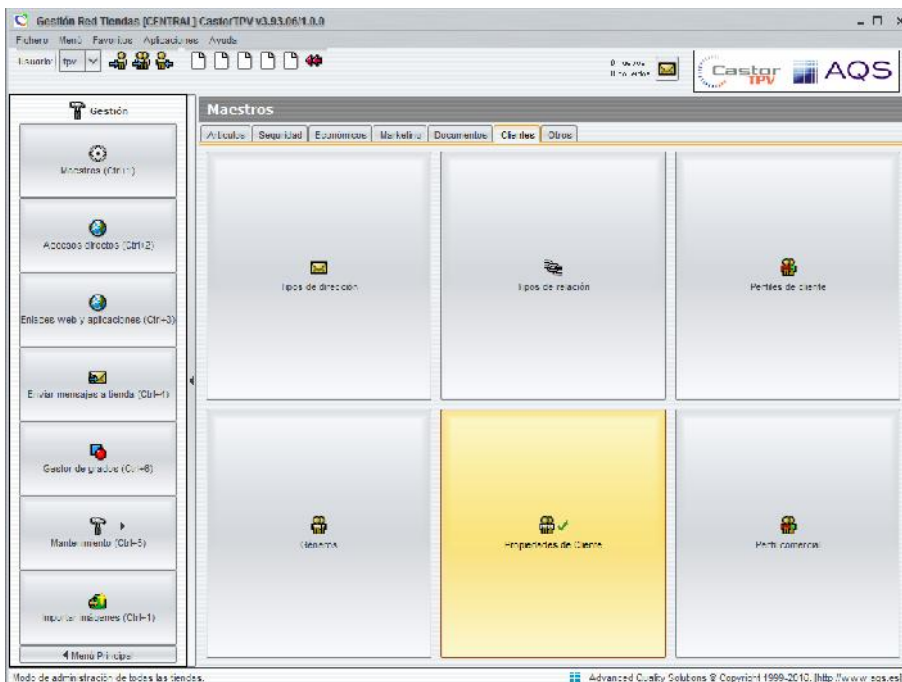 Gestión Red Tiendas [CENTRAL] CastorTPV v3.93.06/1.0.0
Fichero Menú Favoritos Aplicaciones Ayuda
Usuario: tpv
Castor TPV AQS
Gestión
Maestros
Artículos Seguridad Económicos Marketing Documentos Clientes Otros
Maestros (Ctrl+1)
Accesos directos (Ctrl+2)
Tipos de dirección Tipos de relación Perfiles de cliente
Enlaces web y aplicaciones (Ctrl+3)
Enviar mensajes a tienda (Ctrl+4)
Gestor de grados (Ctrl+6)
Mantenimiento (Ctrl+5)
Géneros Propiedades de Cliente Perfil comercial
Importar imágenes (Ctrl+1)
Menú Principal
Modo de administración de todas las tiendas. Advanced Quality Solutions © Copyright 1999-2010. [http://www.aqs.es]